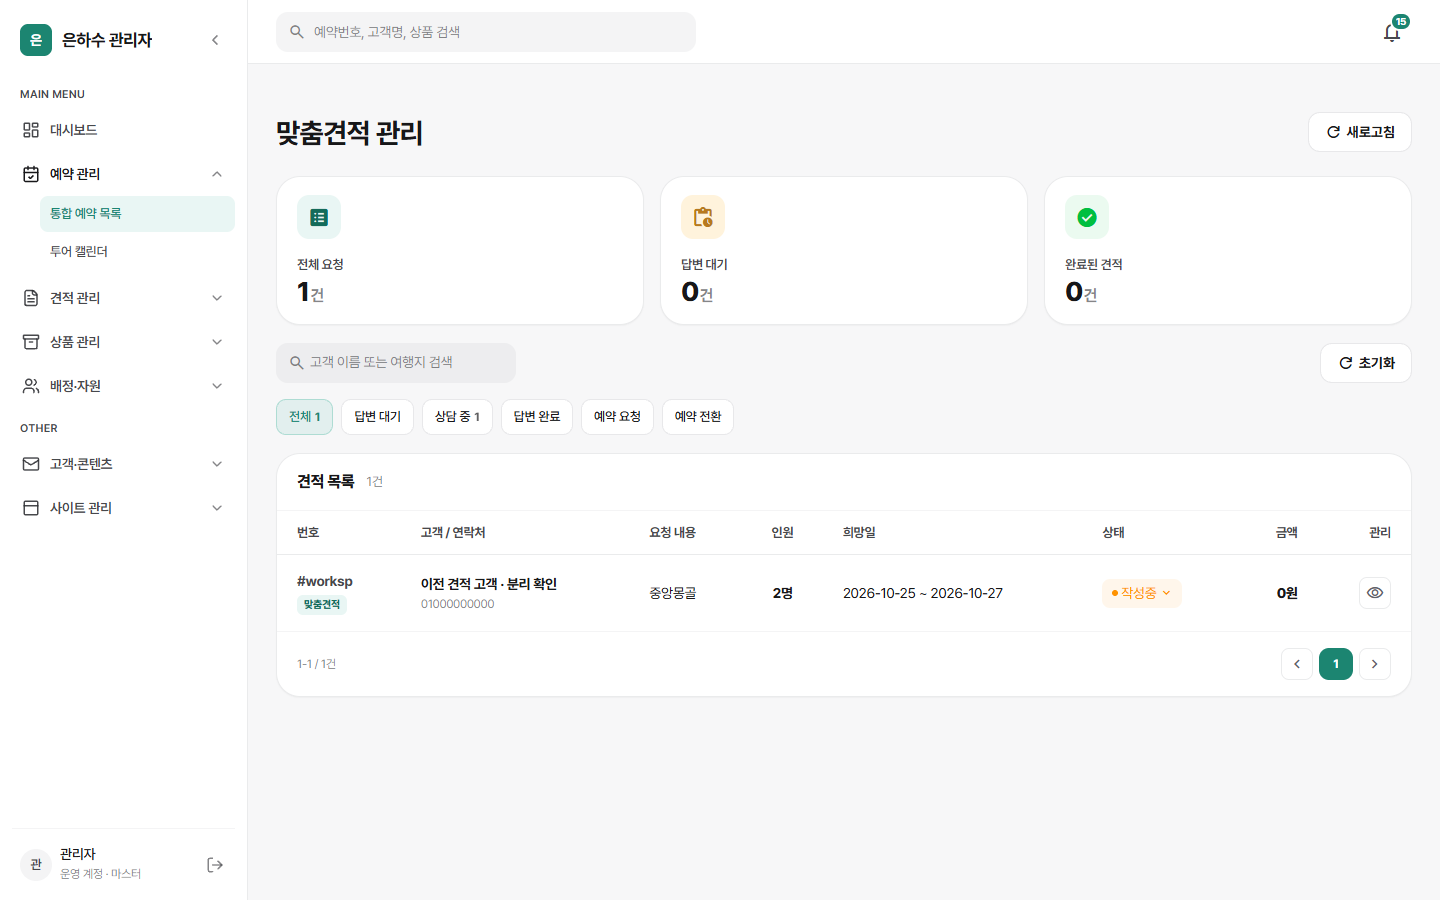 은 은하수 관리자
예약번호, 고객명, 상품 검색
15
MAIN MENU
대시보드
예약 관리
통합 예약 목록
투어 캘린더
견적 관리
상품 관리
배정·자원
OTHER
고객·콘텐츠
사이트 관리
관 관리자
운영 계정 · 마스터
맞춤견적 관리
새로고침
전체 요청
1건
답변 대기
0건
완료된 견적
0건
고객 이름 또는 여행지 검색
초기화
전체 1 답변 대기 상담 중 1 답변 완료 예약 요청 예약 전환
견적 목록 1건
번호 고객 / 연락처 요청 내용 인원 희망일 상태 금액 관리
#worksp
맞춤견적
이전 견적 고객 · 분리 확인
01000000000
중앙몽골 2명 2026-10-25 ~ 2026-10-27 작성중 0원
1-1 / 1건
1